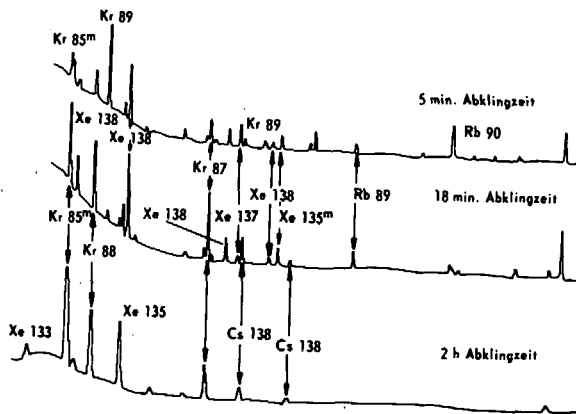 Kr 89
Kr 85ᵐ
5 min. Abklingzeit
Xe 138
Xe 138
Kr 89
Rb 90
Kr 87
Xe 138
Rb 89
18 min. Abklingzeit
Kr 85ᵐ
Xe 138
Xe 137
Xe 135ᵐ
Kr 88
Xe 135
Xe 133
Cs 138
Cs 138
2 h Abklingzeit